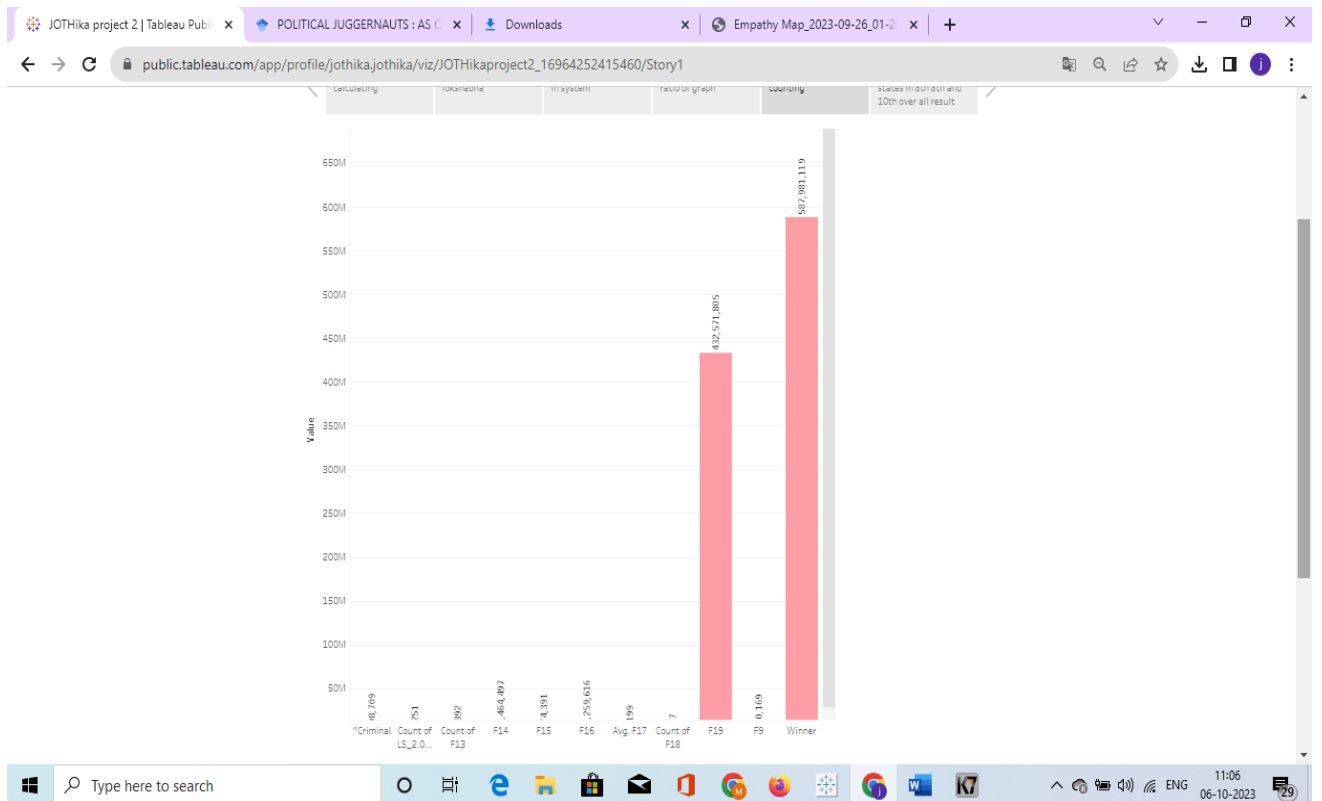 JOTHika project 2 | Tableau Publi
POLITICAL JUGGERNAUTS : AS C
Downloads
Empathy Map_2023-09-26_01-2
public.tableau.com/app/profile/jothika.jothika/viz/JOTHikaproject2_16964252415460/Story1
j
calculating
lokshabha
in system
ratio of graph
counting
states in 8th 8th and
10th over all result
Value
650M
600M
550M
500M
450M
400M
350M
300M
250M
200M
150M
100M
50M
8,709
251
392
,464,497
4,391
,259,616
199
7
432,571,805
0,169
587,981,119
"Criminal
Count of
LS_2.0...
Count of
F13
F14
F15
F16
Avg. F17
Count of
F18
F19
F9
Winner
Type here to search
M
j
W
K7
ENG
11:06
06-10-2023
29